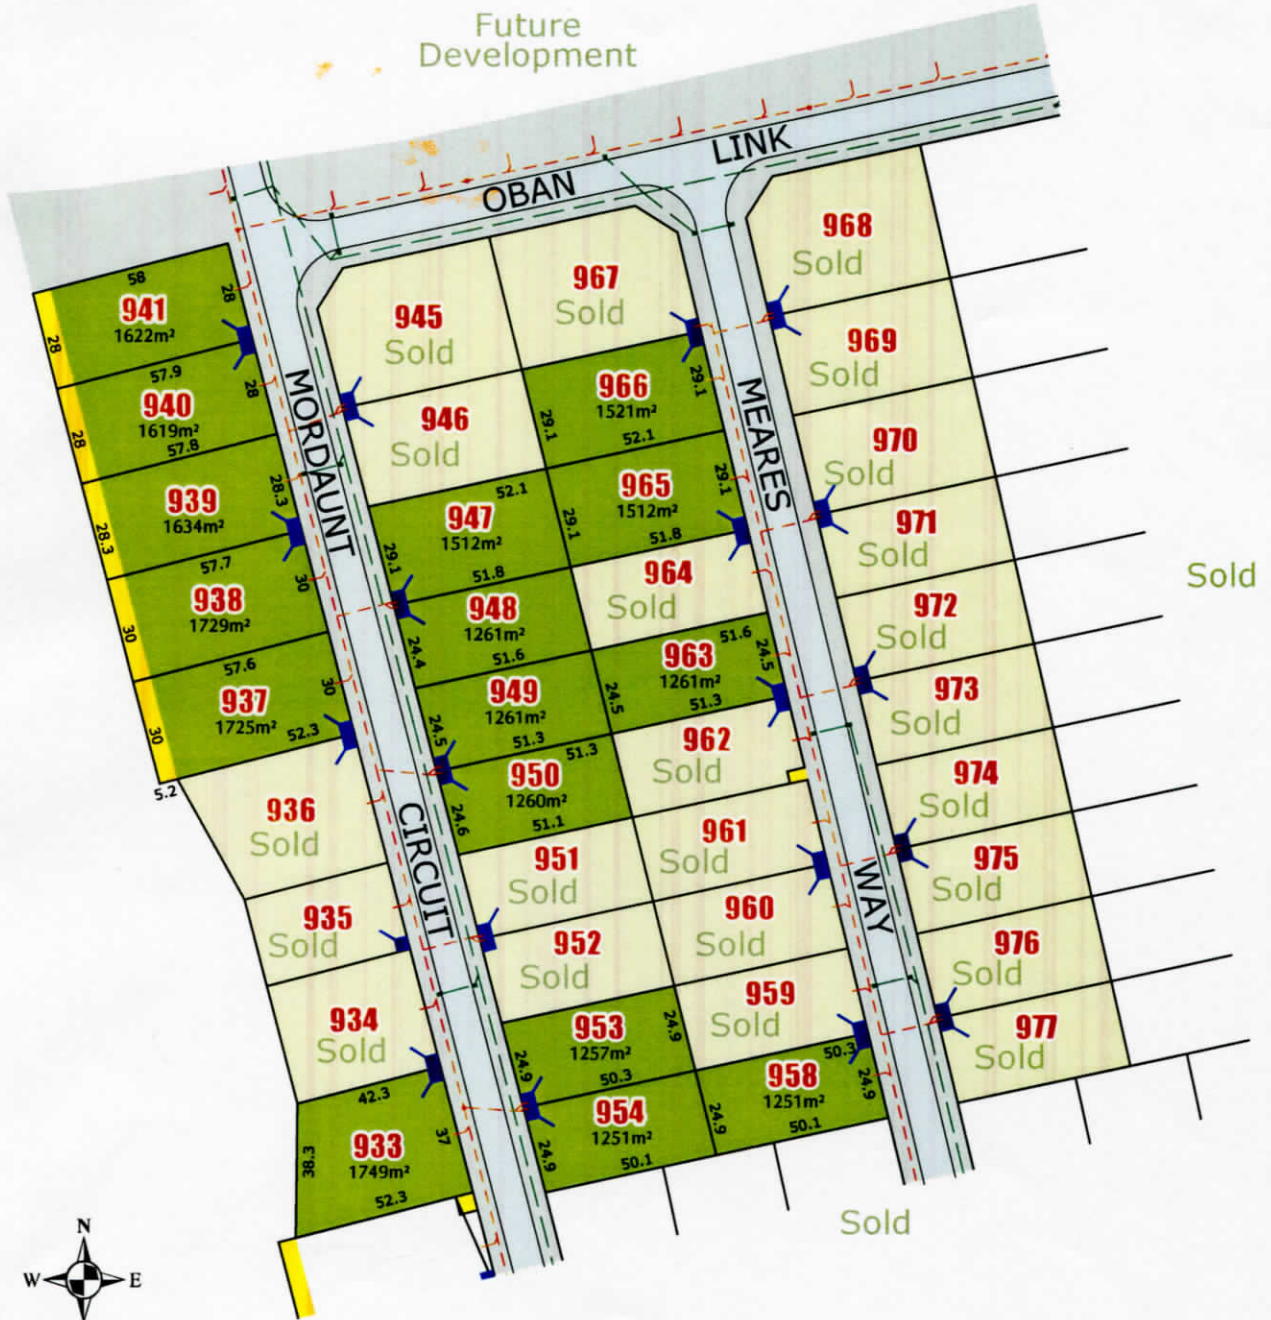 Future
Development
OBAN
LINK
MORDAUNT
CIRCUIT
MEARES
WAY
58
941
1622m²
28
28
57.9
940
1619m²
28
28
57.8
939
1634m²
28.3
28.3
57.7
938
1729m²
30
30
57.6
937
1725m²
30
30
52.3
5.2
936
Sold
935
Sold
934
Sold
42.3
933
1749m²
38.3
37
52.3
945
Sold
946
Sold
52.1
947
1512m²
29.1
29.1
51.8
948
1261m²
24.4
51.6
949
1261m²
24.5
24.5
51.3
51.3
950
1260m²
24.6
51.1
951
Sold
952
Sold
953
1257m²
24.9
24.9
50.3
954
1251m²
24.9
24.9
50.1
967
Sold
966
1521m²
29.1
29.1
52.1
965
1512m²
29.1
51.8
964
Sold
51.6
963
1261m²
24.5
51.3
962
Sold
961
Sold
960
Sold
959
Sold
50.3
958
1251m²
24.9
50.1
968
Sold
969
Sold
970
Sold
971
Sold
972
Sold
973
Sold
974
Sold
975
Sold
976
Sold
977
Sold
Sold
Sold
N
W
E